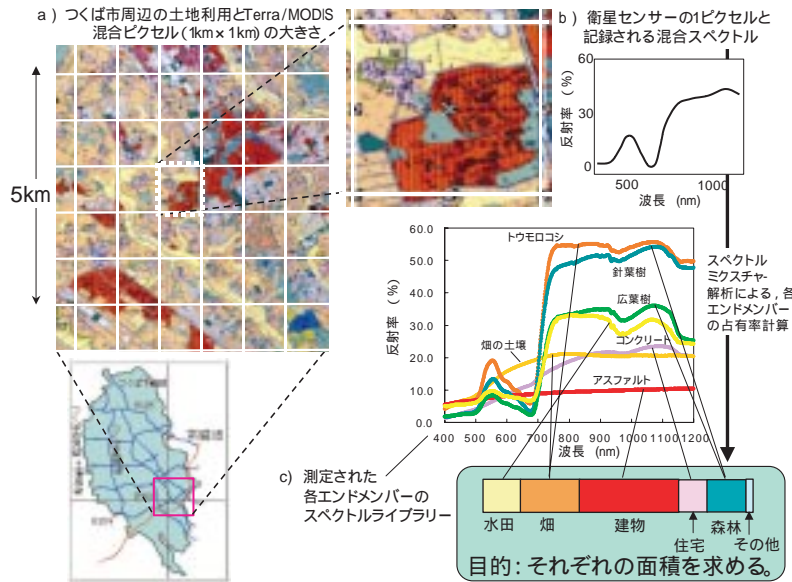 a ) つくば市周辺の土地利用とTerra/MODIS
混合ピクセル(1km×1km) の大きさ
5km
b ) 衛星センサーの1ピクセルと
記録される混合スペクトル
反射率 (%)
60
30
0
500
1000
波長 (nm)
スペクトル
ミクスチャ-
解析による, 各
エンドメンバー
の占有率計算
反射率 (%)
60.0
50.0
40.0
30.0
20.0
10.0
0.0
トウモロコシ
針葉樹
広葉樹
畑の土壌
コンクリート
アスファルト
400 500 600 700 800 900 1000 1100 1200
波長 (nm)
c) 測定された
各エンドメンバーの
スペクトルライブラリー
水田
畑
建物
住宅
森林
その他
目的: それぞれの面積を求める。